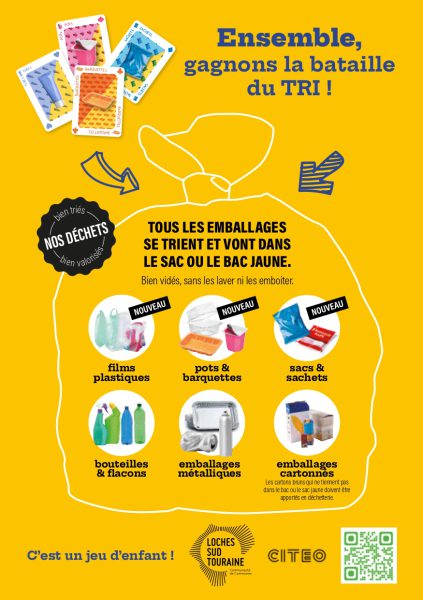 Ensemble,
gagnons la bataille
du TRI !
bien triés
NOS DÉCHETS
bien valorisés
TOUS LES EMBALLAGES
SE TRIENT ET VONT DANS
LE SAC OU LE BAC JAUNE.
Bien vidés, sans les laver ni les emboiter.
NOUVEAU
NOUVEAU
NOUVEAU
films
plastiques
pots &
barquettes
sacs &
sachets
bouteilles
& flacons
emballages
métalliques
emballages
cartonnés
Les cartons bruns qui ne tiennent pas
dans le bac ou le sac jaune doivent être
apportés en déchetterie.
C'est un jeu d'enfant !
LOCHES
SUD
TOURAINE
Communauté
de Communes
CITEO